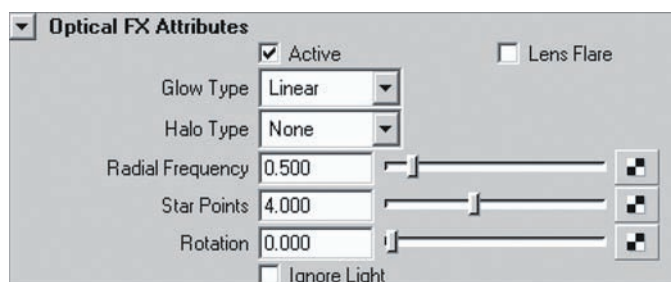 Optical FX Attributes
Active Lens Flare
Glow Type Linear
Halo Type None
Radial Frequency 0.500
Star Points 4.000
Rotation 0.000
Ignore Light